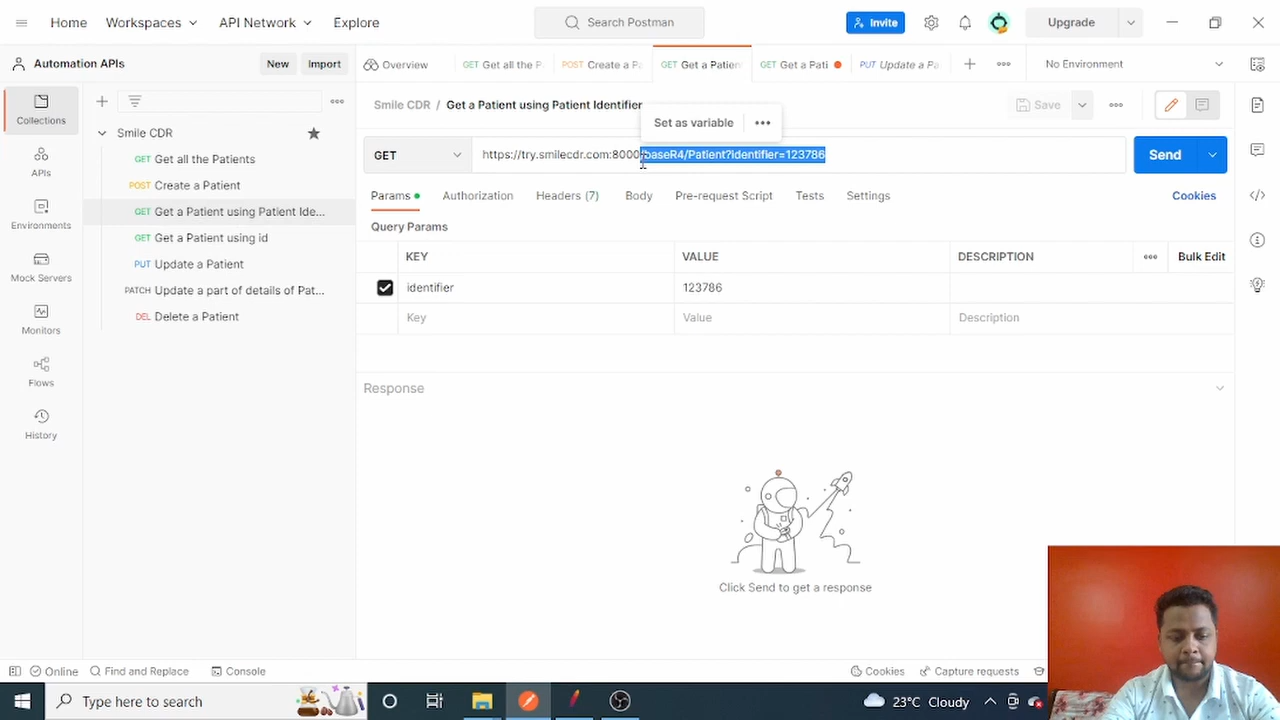 Home
Workspaces
API Network
Explore
Search Postman
Invite
Upgrade
Automation APIs
New
Import
Overview
GET Get all the P
POST Create a Pa
GET Get a Patien
GET Get a Pati
PUT Update a Pa
No Environment
Collections
APIs
Environments
Mock Servers
Monitors
Flows
History
Smile CDR
GET Get all the Patients
POST Create a Patient
GET Get a Patient using Patient Ide...
GET Get a Patient using id
PUT Update a Patient
PATCH Update a part of details of Pat...
DEL Delete a Patient
Smile CDR / Get a Patient using Patient Identifier
Save
Set as variable
GET
https://try.smilecdr.com:8000/baseR4/Patient?identifier=123786
Send
Params
Authorization
Headers (7)
Body
Pre-request Script
Tests
Settings
Cookies
Query Params
KEY VALUE DESCRIPTION Bulk Edit
identifier 123786
Key Value Description
Response
Click Send to get a response
Online
Find and Replace
Console
Cookies
Capture requests
Type here to search
23°C Cloudy